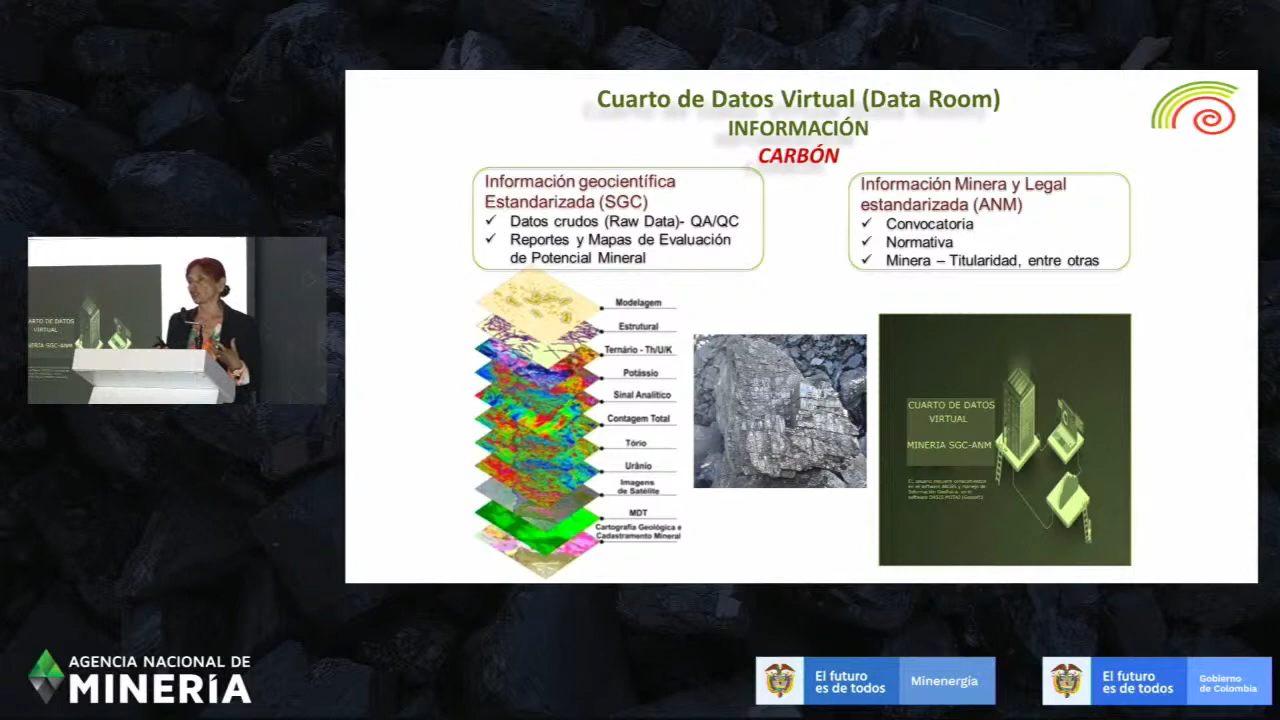 Cuarto de Datos Virtual (Data Room)
INFORMACIÓN
CARBÓN
Información geocientífica
Estandarizada (SGC)
✓ Datos crudos (Raw Data)- QA/QC
✓ Reportes y Mapas de Evaluación
de Potencial Mineral
Información Minera y Legal
estandarizada (ANM)
✓ Convocatoria
✓ Normativa
✓ Minera – Titularidad, entre otras
Modelagem
Estrutural
Ternário - Th/U/K
Potássio
Sinal Analítico
Contagem Total
Tório
Urânio
Imagens
de Satélite
MDT
Cartografia Geológica e
Cadastramento Mineral
CUARTO DE DATOS
VIRTUAL
MINERIA SGC-ANM
VIRTUAL
AGENCIA NACIONAL DE
MINERÍA
El futuro
es de todos
Minenergía
El futuro
es de todos
Gobierno
de Colombia